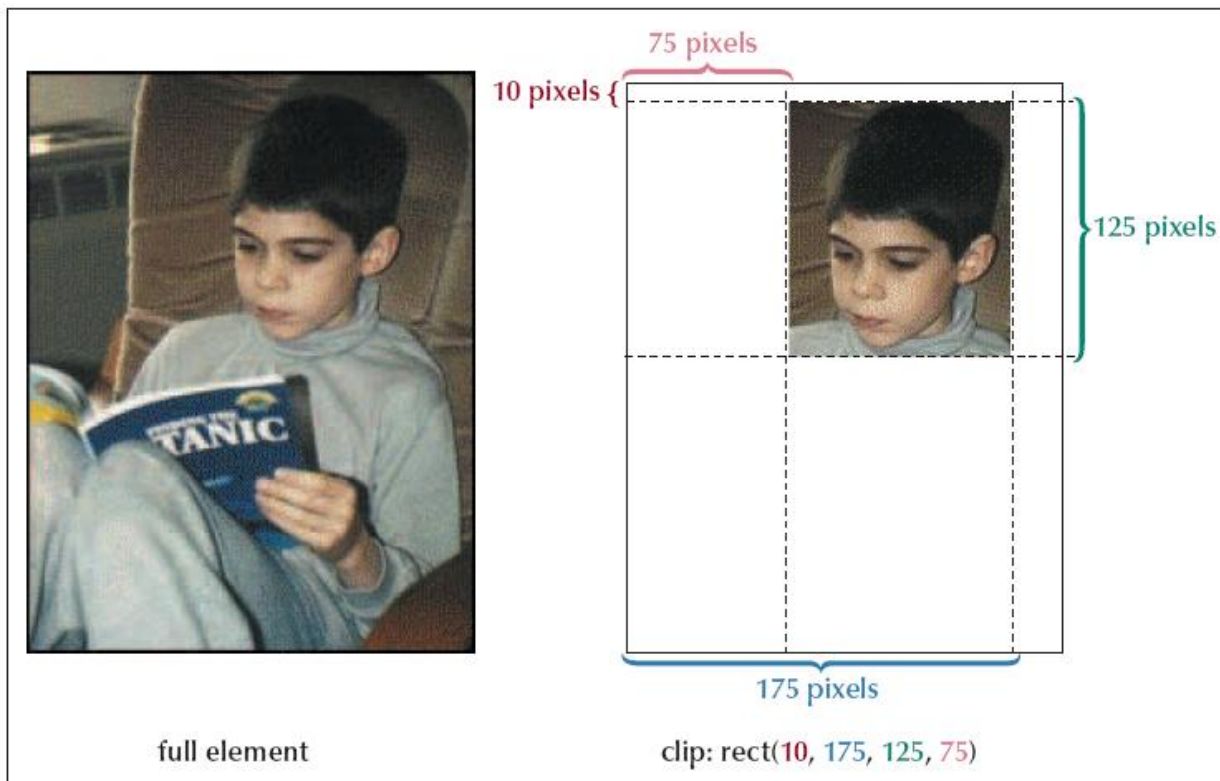 75 pixels
10 pixels {
125 pixels
TANIC
175 pixels
full element
clip: rect(10, 175, 125, 75)